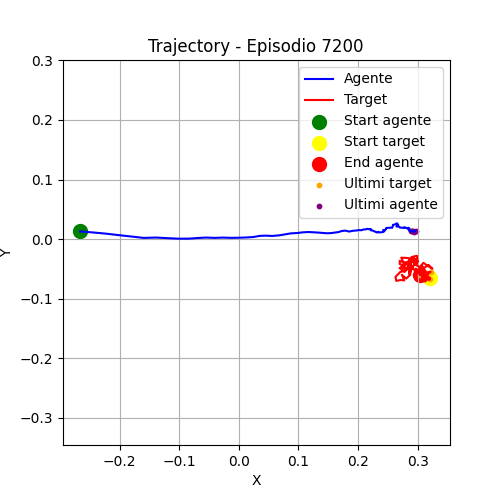 Trajectory - Episodio 7200
Agente
Target
Start agente
Start target
End agente
Ultimi target
Ultimi agente
0.3
0.2
0.1
0.0
−0.1
−0.2
−0.3
Y
−0.2
−0.1
0.0
0.1
0.2
0.3
X